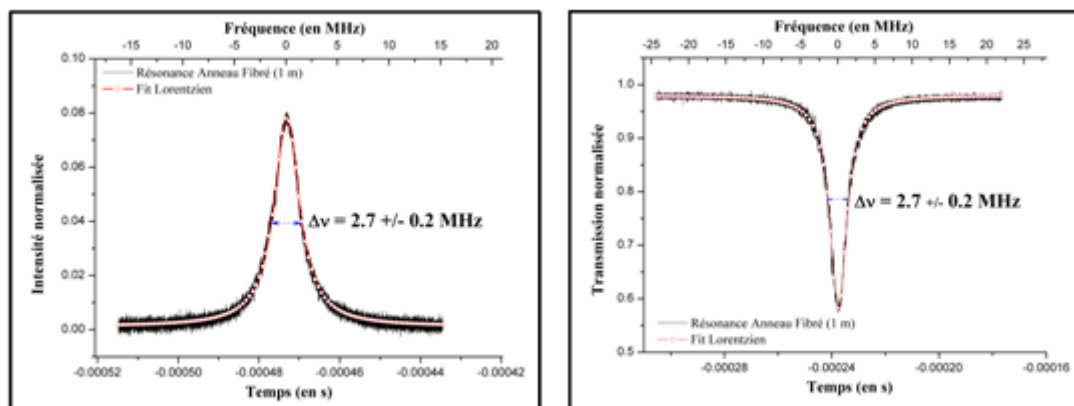 Fréquence (en MHz)
-15 -10 -5 0 5 10 15 20
0.10
0.08
0.06
0.04
0.02
0.00
Intensité normalisée
Résonance Anneau Fibré (1 m)
Fit Lorentzien
Δν = 2.7 +/- 0.2 MHz
-0.00052 -0.00050 -0.00048 -0.00046 -0.00044 -0.00042
Temps (en s)
Fréquence (en MHz)
-25 -20 -15 -10 -5 0 5 10 15 20 25
1.0
0.9
0.8
0.7
0.6
0.5
Transmission normalisée
Δν = 2.7 +/- 0.2 MHz
Résonance Anneau Fibré (1 m)
Fit Lorentzien
-0.00028 -0.00024 -0.00020 -0.00016
Temps (en s)